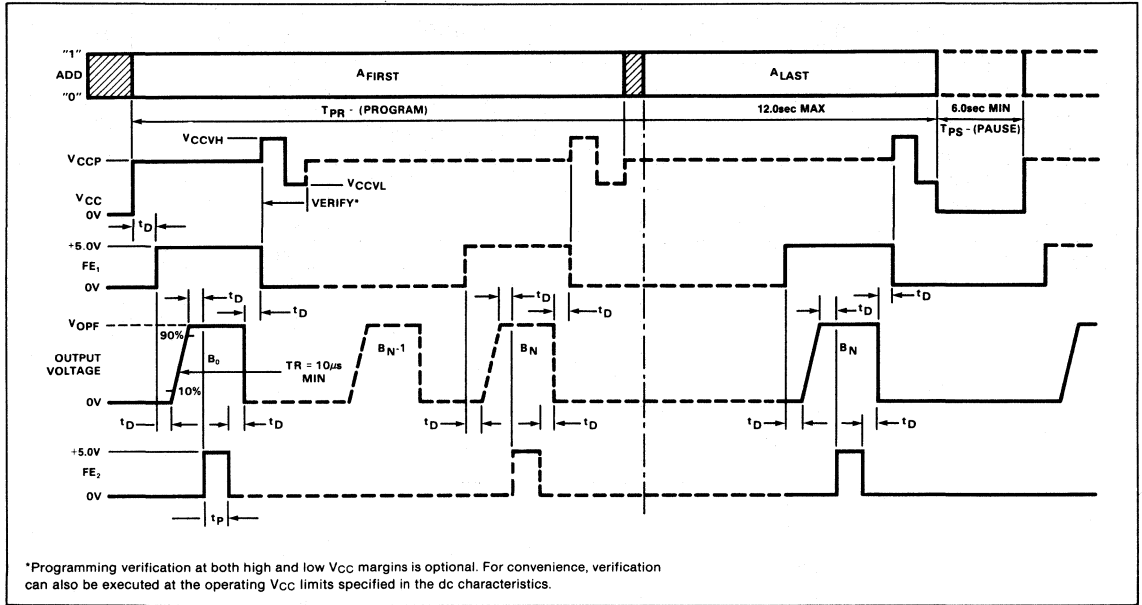 "1"
ADD
"0"
A FIRST
A LAST
TPR - (PROGRAM)
12.0sec MAX
6.0sec MIN
TPS - (PAUSE)
VCCVH
VCCP
VCCVL
VCC
0V
VERIFY*
tD
+5.0V
FE1
0V
tD
tD
tD
tD
tD
tD
VOPF
90%
B0
10%
TR = 10µs
MIN
BN-1
BN
BN
OUTPUT
VOLTAGE
0V
tD
tD
tD
tD
tD
tD
+5.0V
FE2
0V
tP
*Programming verification at both high and low VCC margins is optional. For convenience, verification
can also be executed at the operating VCC limits specified in the dc characteristics.